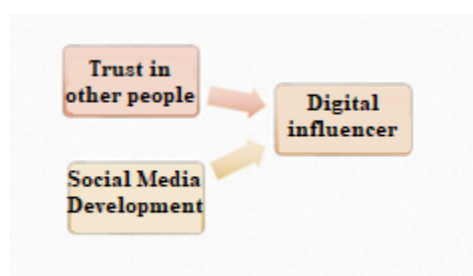 Trust in
other people
Digital
influencer
Social Media
Development